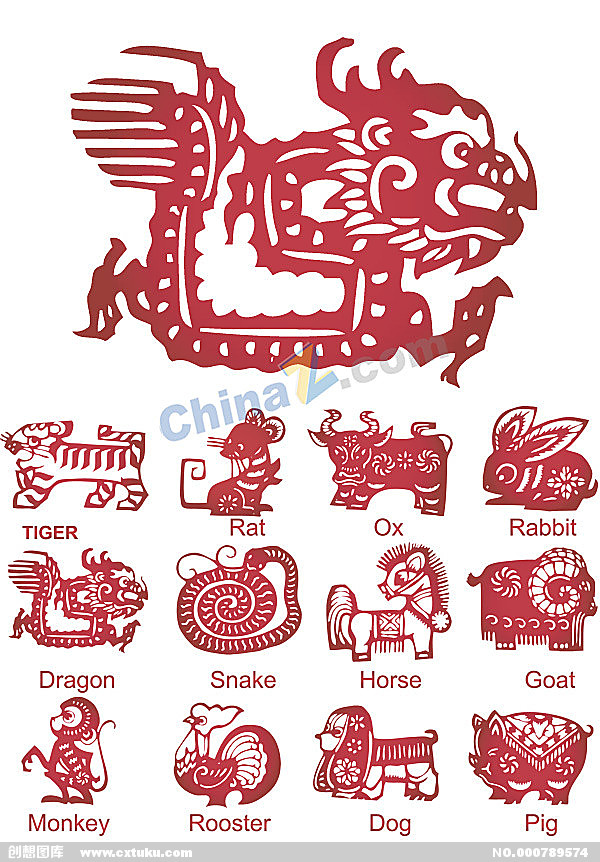 ChinaZ.com
TIGER
Rat
Ox
Rabbit
Dragon
Snake
Horse
Goat
Monkey
Rooster
Dog
Pig
创想图库 www.cxtuku.com
NO.000789574